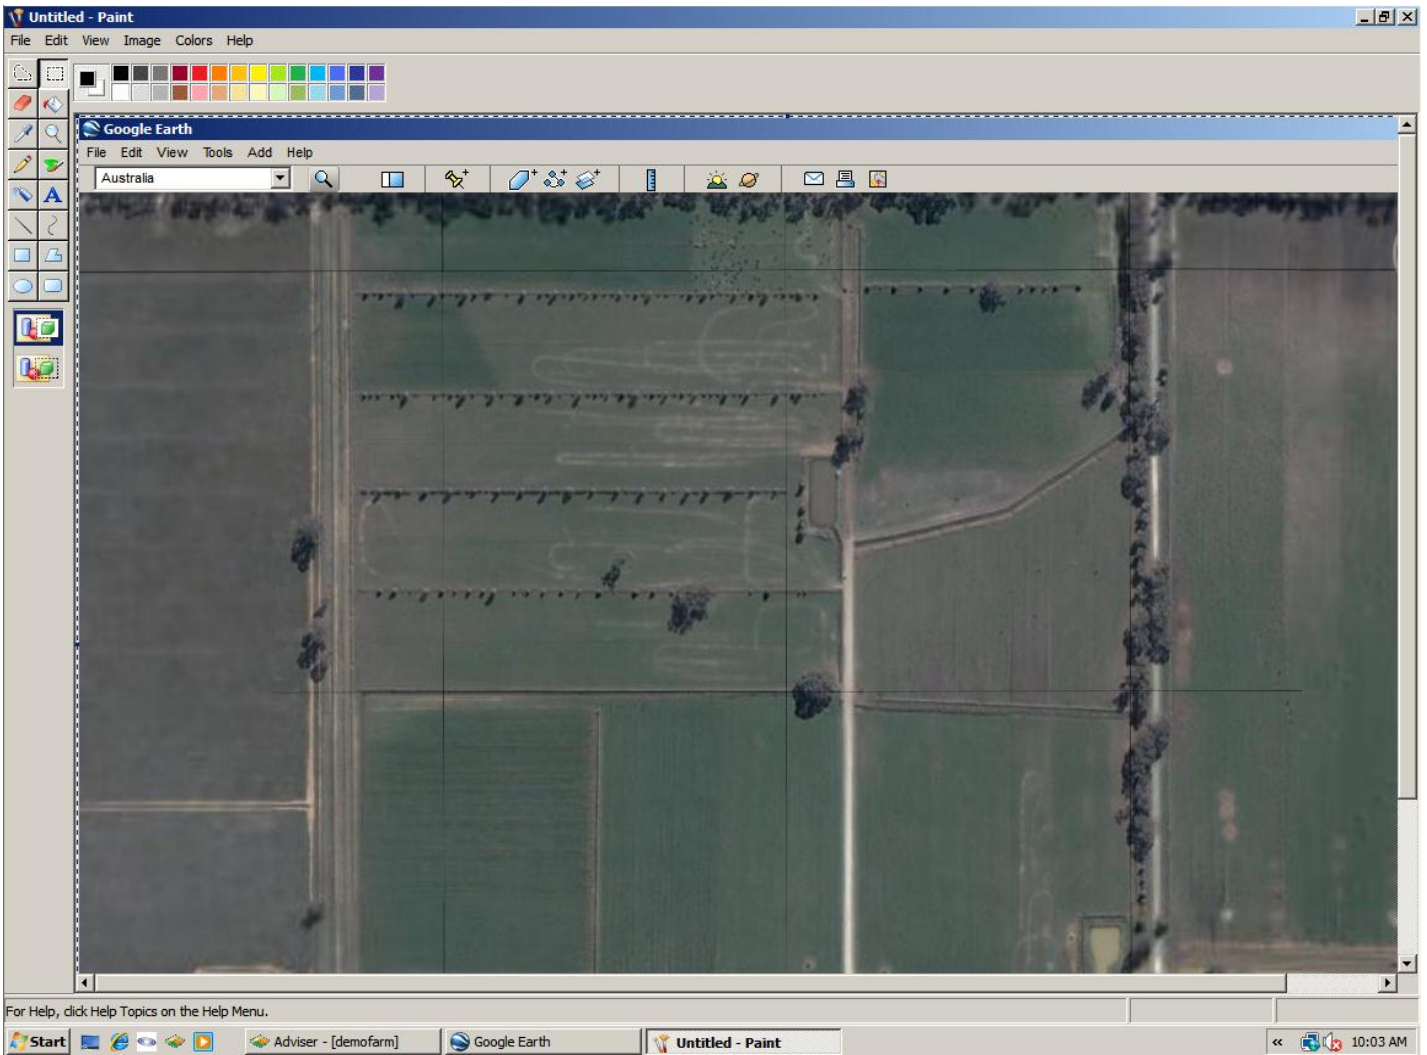 Untitled - Paint
File Edit View Image Colors Help
A
Google Earth
File Edit View Tools Add Help
Australia
For Help, click Help Topics on the Help Menu.
Start Adviser - [demofarm] Google Earth Untitled - Paint « 10:03 AM